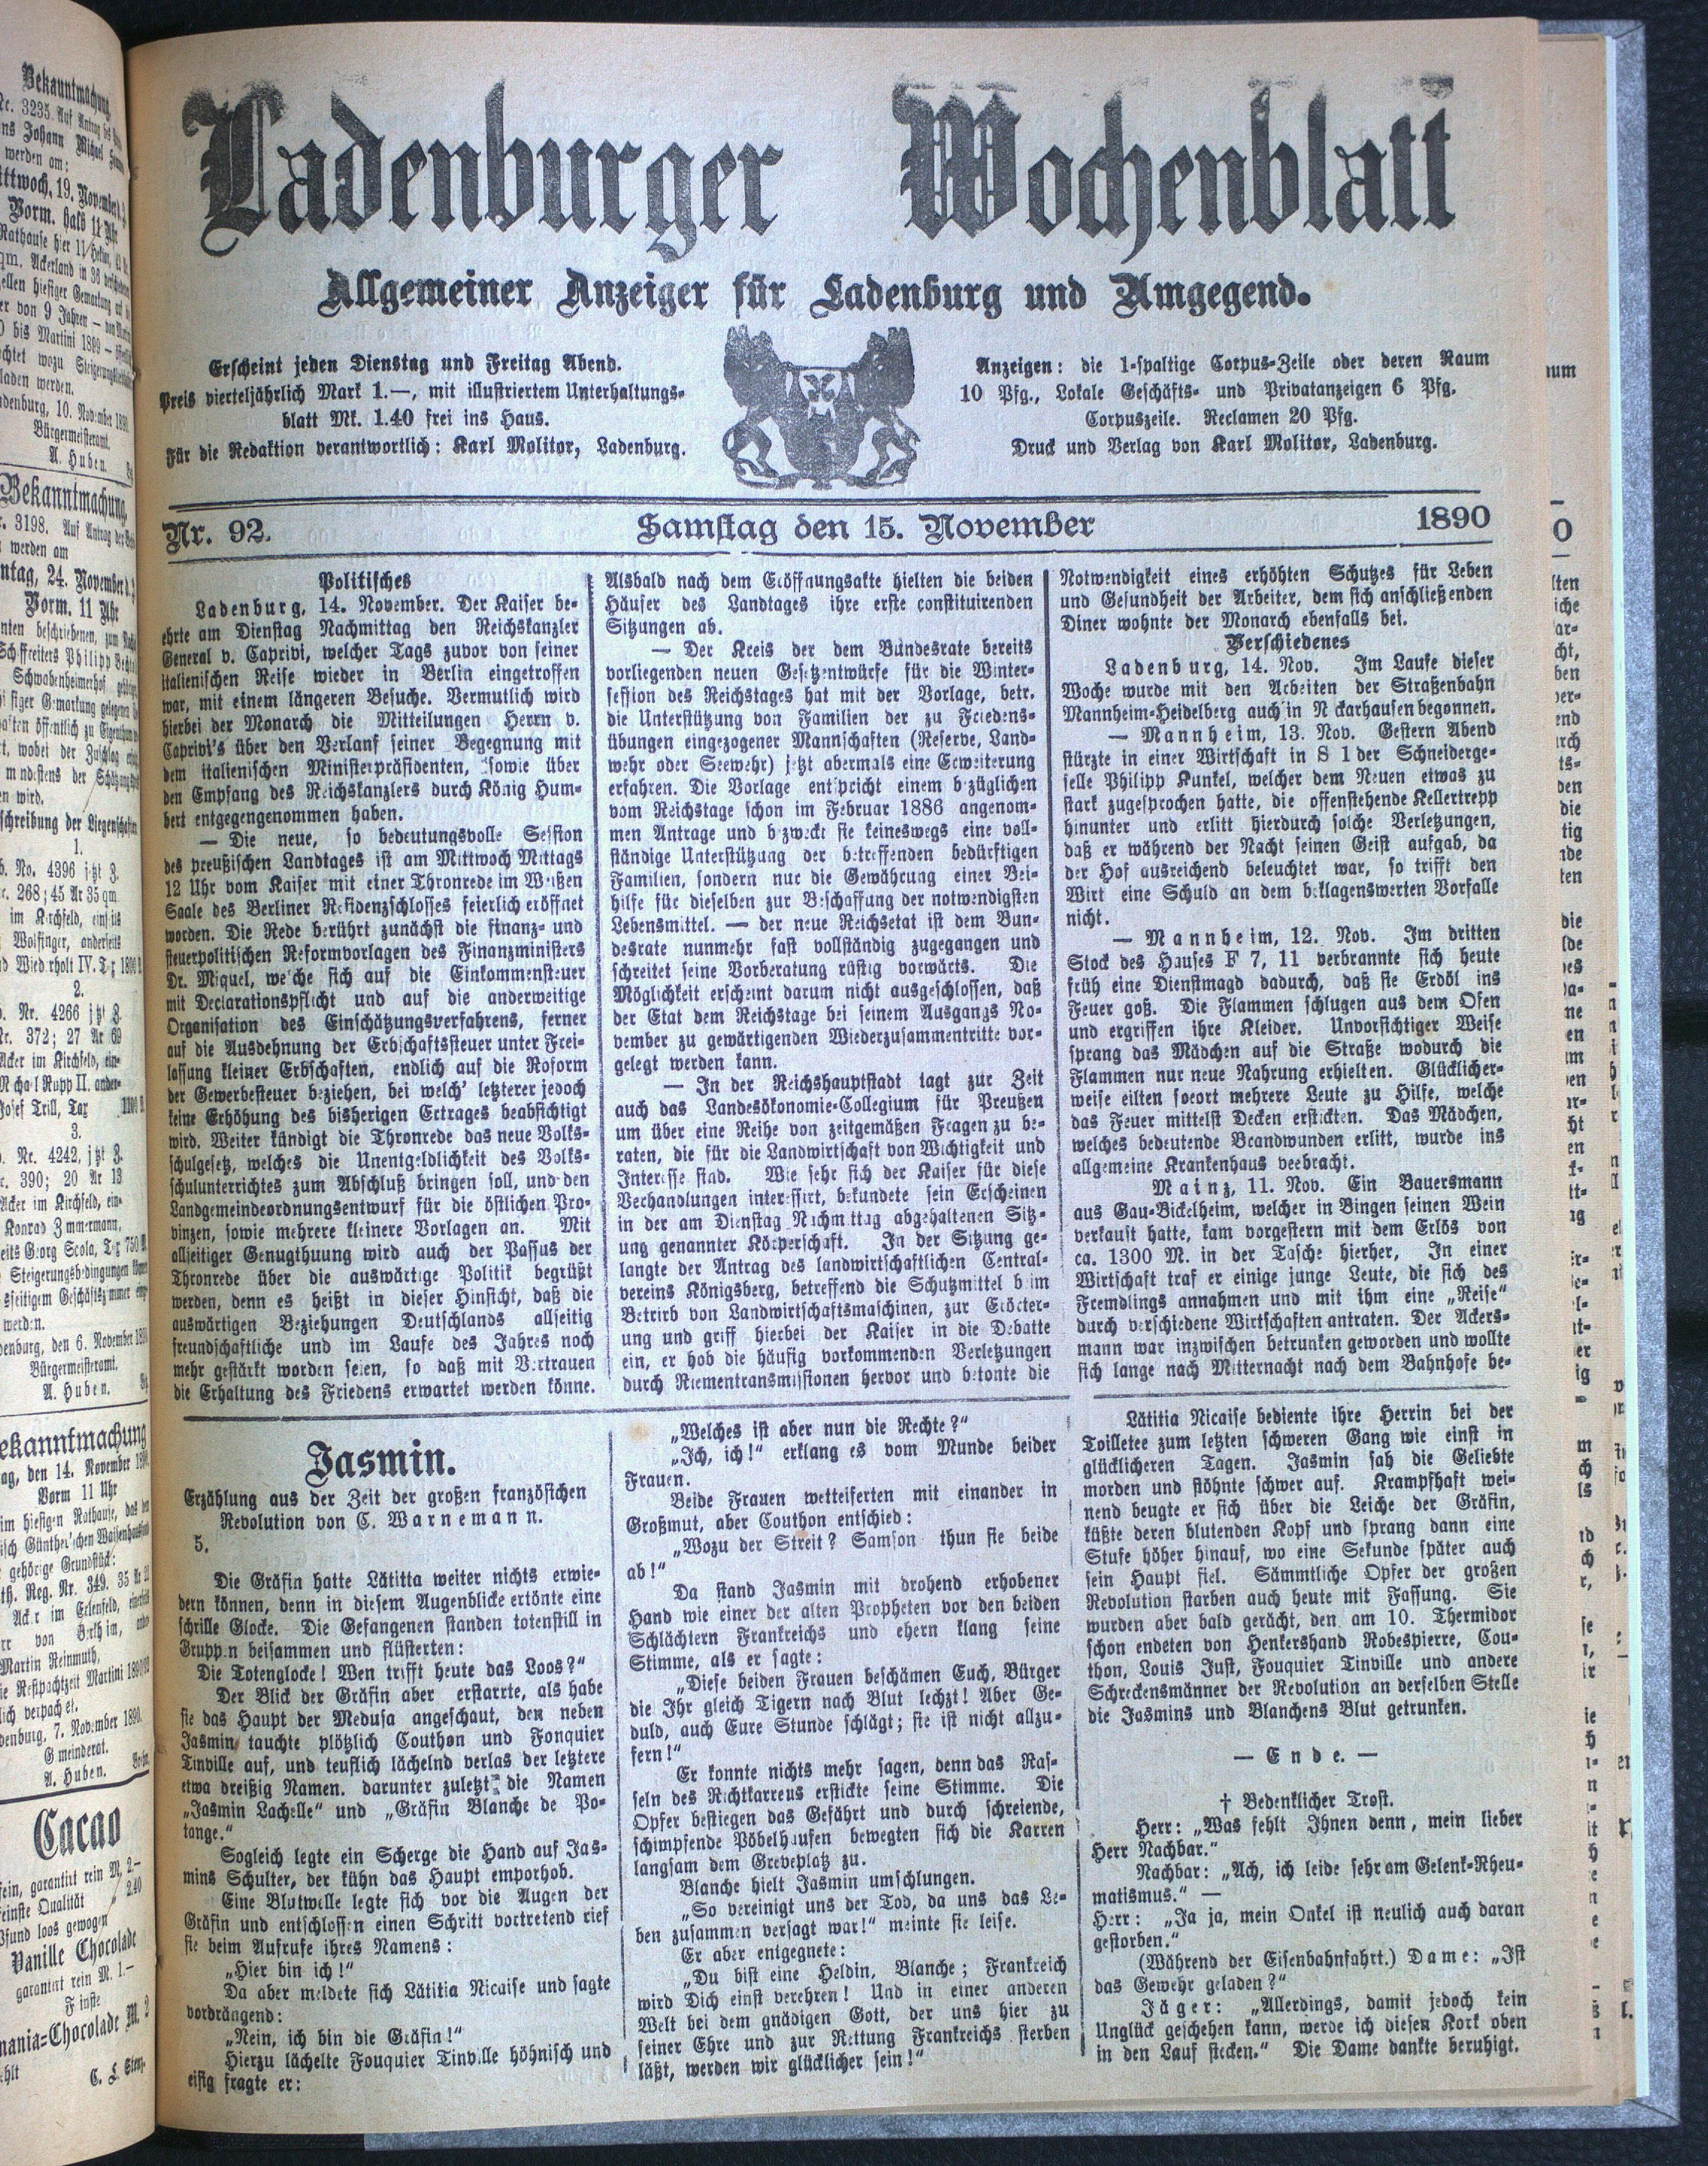 Ladenburger Wochenblatt
Allgemeiner Anzeiger für Ladenburg und Umgegend.
Erscheint jeden Dienstag und Freitag Abend.
Preis vierteljährlich Mark 1.—, mit illustriertem Unterhaltungs-
blatt Mk. 1.40 frei ins Haus.
Für die Redaktion verantwortlich: Karl Molitor, Ladenburg.
Anzeigen: die 1-spaltige Corpus-Zeile oder deren Raum
10 Pfg., Lokale Geschäfts- und Privatanzeigen 6 Pfg.
Corpuszeile. Reclamen 20 Pfg.
Druck und Verlag von Karl Molitor, Ladenburg.
Nr. 92. Samstag den 15. November 1890
Politisches
Ladenburg, 14. November. Der Kaiser be-
ehrte am Dienstag Nachmittag den Reichskanzler
General v. Caprivi, welcher Tags zuvor von seiner
italienischen Reise wieder in Berlin eingetroffen
war, mit einem längeren Besuche. Vermutlich wird
hierbei der Monarch die Mitteilungen Herrn v.
Caprivi's über den Verlauf seiner Begegnung mit
dem italienischen Ministerpräsidenten, sowie über
den Empfang des Reichskanzlers durch König Hum-
bert entgegengenommen haben.
— Die neue, so bedeutungsvolle Session
des preußischen Landtages ist am Mittwoch Mittags
12 Uhr vom Kaiser mit einer Thronrede im Weißen
Saale des Berliner Residenzschlosses feierlich eröffnet
worden. Die Rede berührt zunächst die finanz- und
steuerpolitischen Reformvorlagen des Finanzministers
Dr. Miquel, welche sich auf die Einkommensteuer
mit Declarationspflicht und auf die anderweitige
Organisation des Einschätzungsverfahrens, ferner
auf die Ausdehnung der Erbschaftssteuer unter Frei-
lassung kleiner Erbschaften, endlich auf die Roform
der Gewerbesteuer beziehen, bei welch' letzterer jedoch
keine Erhöhung des bisherigen Ertrages beabsichtigt
wird. Weiter kündigt die Thronrede das neue Volks-
schulgesetz, welches die Unentgeldlichkeit des Volks-
schulunterrichtes zum Abschluß bringen soll, und den
Landgemeindeordnungsentwurf für die östlichen Pro-
vinzen, sowie mehrere kleinere Vorlagen an. Mit
allseitiger Genugthuung wird auch der Passus der
Thronrede über die auswärtige Politik begrüßt
werden, denn es heißt in dieser Hinsicht, daß die
auswärtigen Beziehungen Deutschlands allseitig
freundschaftliche und im Laufe des Jahres noch
mehr gestärkt worden seien, so daß mit Vertrauen
die Erhaltung des Friedens erwartet werden könne.
Alsbald nach dem Eröffnungsakte hielten die beiden
Häuser des Landtages ihre erste constituirenden
Sitzungen ab.
— Der Kreis der dem Bundesrate bereits
vorliegenden neuen Gesetzentwürfe für die Winter-
session des Reichstages hat mit der Vorlage, betr.
die Unterstützung von Familien der zu Friedens-
übungen eingezogener Mannschaften (Reserve, Land-
wehr oder Seewehr) jetzt abermals eine Erweiterung
erfahren. Die Vorlage entspricht einem bezüglichen
vom Reichstage schon im Februar 1886 angenom-
men Antrage und bezweckt sie keineswegs eine voll-
ständige Unterstützung der betreffenden bedürftigen
Familien, sondern nur die Gewährung einer Bei-
hilfe für dieselben zur Beschaffung der notwendigsten
Lebensmittel. — der neue Reichsetat ist dem Bun-
desrate nunmehr fast vollständig zugegangen und
schreitet seine Vorberatung rüstig vorwärts. Die
Möglichkeit erscheint darum nicht ausgeschlossen, daß
der Etat dem Reichstage bei seinem Ausgangs No-
vember zu gewärtigenden Wiederzusammentritte vor-
gelegt werden kann.
— In der Reichshauptstadt tagt zur Zeit
auch das Landesökonomie-Collegium für Preußen
um über eine Reihe von zeitgemäßen Fragen zu be-
raten, die für die Landwirtschaft von Wichtigkeit und
Interesse stad. Wie sehr sich der Kaiser für diese
Verhandlungen interessirt, bekundete sein Erscheinen
in der am Dienstag Nachmittag abgehaltenen Sitz-
ung genannter Körperschaft. In der Sitzung ge-
langte der Antrag des landwirtschaftlichen Central-
vereins Königsberg, betreffend die Schutzmittel beim
Betrirb von Landwirtschaftsmaschinen, zur Erörter-
ung und griff hierbei der Kaiser in die Debatte
ein, er hob die häufig vorkommenden Verletzungen
durch Riementransmissionen hervor und betonte die
Notwendigkeit eines erhöhten Schutzes für Leben
und Gesundheit der Arbeiter, dem sich anschließenden
Diner wohnte der Monarch ebenfalls bei.
Verschiedenes
Ladenburg, 14. Nov. Im Laufe dieser
Woche wurde mit den Arbeiten der Straßenbahn
Mannheim-Heidelberg auch in N ckarhausen begonnen.
— Mannheim, 13. Nov. Gestern Abend
stürzte in einer Wirtschaft in S 1 der Schneiderge-
selle Philipp Kunkel, welcher dem Neuen etwas zu
stark zugesprochen hatte, die offenstehende Kellertrepp
hinunter und erlitt hierdurch solche Verletzungen,
daß er während der Nacht seinen Geist aufgab, da
der Hof ausreichend beleuchtet war, so trifft den
Wirt eine Schuld an dem beklagenswerten Vorfalle
nicht.
— Mannheim, 12. Nov. Im dritten
Stock des Hauses F 7, 11 verbrannte sich heute
früh eine Dienstmagd dadurch, daß sie Erdöl ins
Feuer goß. Die Flammen schlugen aus dem Ofen
und ergriffen ihre Kleider. Unvorsichtiger Weise
sprang das Mädchen auf die Straße wodurch die
Flammen nur neue Nahrung erhielten. Glücklicher-
weise eilten sofort mehrere Leute zu Hilfe, welche
das Feuer mittelst Decken erstickten. Das Mädchen,
welches bedeutende Brandwunden erlitt, wurde ins
allgemeine Krankenhaus veebracht.
Mainz, 11. Nov. Ein Bauersmann
aus Gau-Bickelheim, welcher in Bingen seinen Wein
verkauft hatte, kam vorgestern mit dem Erlös von
ca. 1300 M. in der Tasche hierher, In einer
Wirtschaft traf er einige junge Leute, die sich des
Fremdlings annahmen und mit ihm eine „Reise“
durch verschiedene Wirtschaften antraten. Der Ackers-
mann war inzwischen betrunken geworden und wollte
sich lange nach Mitternacht nach dem Bahnhofe be-
Jasmin.
Erzählung aus der Zeit der großen französischen
Revolution von C. Warnemann.
5.
Die Gräfin hatte Lätitta weiter nichts erwie-
dern können, denn in diesem Augenblicke ertönte eine
schrille Glocke. Die Gefangenen standen totenstill in
Gruppen beisammen und flüsterten:
Die Totenglocke! Wen trifft heute das Loos?“
Der Blick der Gräfin aber erstarrte, als habe
sie das Haupt der Medusa angeschaut, den neben
Jasmin tauchte plötzlich Couthon und Fonquier
Tinville auf, und teuflich lächelnd verlas der letztere
etwa dreißig Namen. darunter zuletzt die Namen
„Jasmin Lachelle“ und „Gräfin Blanche de Po-
tange.“
Sogleich legte ein Scherge die Hand auf Jas-
mins Schulter, der kühn das Haupt emporhob.
Eine Blutwelle legte sich vor die Augen der
Gräfin und entschlossen einen Schritt vortretend rief
sie beim Aufrufe ihres Namens:
„Hier bin ich!“
Da aber meldete sich Lätitia Nicaise und sagte
vordrängend:
„Nein, ich bin die Gräfin!“
Hierzu lächelte Fouquier Tinville höhnisch und
eisig fragte er:
„Welches ist aber nun die Rechte?“
„Ich, ich!“ erklang es vom Munde beider
Frauen.
Beide Frauen wetteiferten mit einander in
Großmut, aber Couthon entschied:
„Wozu der Streit? Samson thun sie beide
ab!“
Da stand Jasmin mit drohend erhobener
Hand wie einer der alten Propheten vor den beiden
Schlächtern Frankreichs und ehern klang seine
Stimme, als er sagte:
„Diese beiden Frauen beschämen Euch, Bürger
die Ihr gleich Tigern nach Blut lechzt! Aber Ge-
duld, auch Eure Stunde schlägt; sie ist nicht allzu-
fern!“
Er konnte nichts mehr sagen, denn das Ras-
seln des Richtkarreus erstickte seine Stimme. Die
Opfer bestiegen das Gefährt und durch schreiende,
schimpfende Pöbelhaufen bewegten sich die Karren
langsam dem Greveplatz zu.
Blanche hielt Jasmin umschlungen.
„So vereinigt uns der Tod, da uns das Le-
ben zusammen versagt war!“ meinte sie leise.
Er aber entgegnete:
„Du bist eine Heldin, Blanche; Frankreich
wird Dich einst verehren! Und in einer anderen
Welt bei dem gnädigen Gott, der uns hier zu
seiner Ehre und zur Rettung Frankreichs sterben
läßt, werden wir glücklicher sein!“
Lätitia Nicaise bediente ihre Herrin bei der
Toilletee zum letzten schweren Gang wie einst in
glücklicheren Tagen. Jasmin sah die Geliebte
morden und stöhnte schwer auf. Krampfhaft wei-
nend beugte er sich über die Leiche der Gräfin,
küßte deren blutenden Kopf und sprang dann eine
Stufe höher hinauf, wo eine Sekunde später auch
sein Haupt fiel. Sämmtliche Opfer der großen
Revolution starben auch heute mit Fassung. Sie
wurden aber bald gerächt, den am 10. Thermidor
schon endeten von Henkershand Robespierre, Cou-
thon, Louis Just, Fouquier Tinville und andere
Schreckensmänner der Revolution an derselben Stelle
die Jasmins und Blanchens Blut getrunken.
— Ende. —
† Bedenklicher Trost.
Herr: „Was fehlt Ihnen denn, mein lieber
Herr Nachbar.“
Nachbar: „Ach, ich leide sehr am Gelenk-Rheu-
matismus.“ —
Herr: „Ja ja, mein Onkel ist neulich auch daran
gestorben.“
(Während der Eisenbahnfahrt.) Dame: „Ist
das Gewehr geladen?“
Jäger: „Allerdings, damit jedoch kein
Unglück geschehen kann, werde ich diesen Kork oben
in den Lauf stecken.“ Die Dame dankte beruhigt.